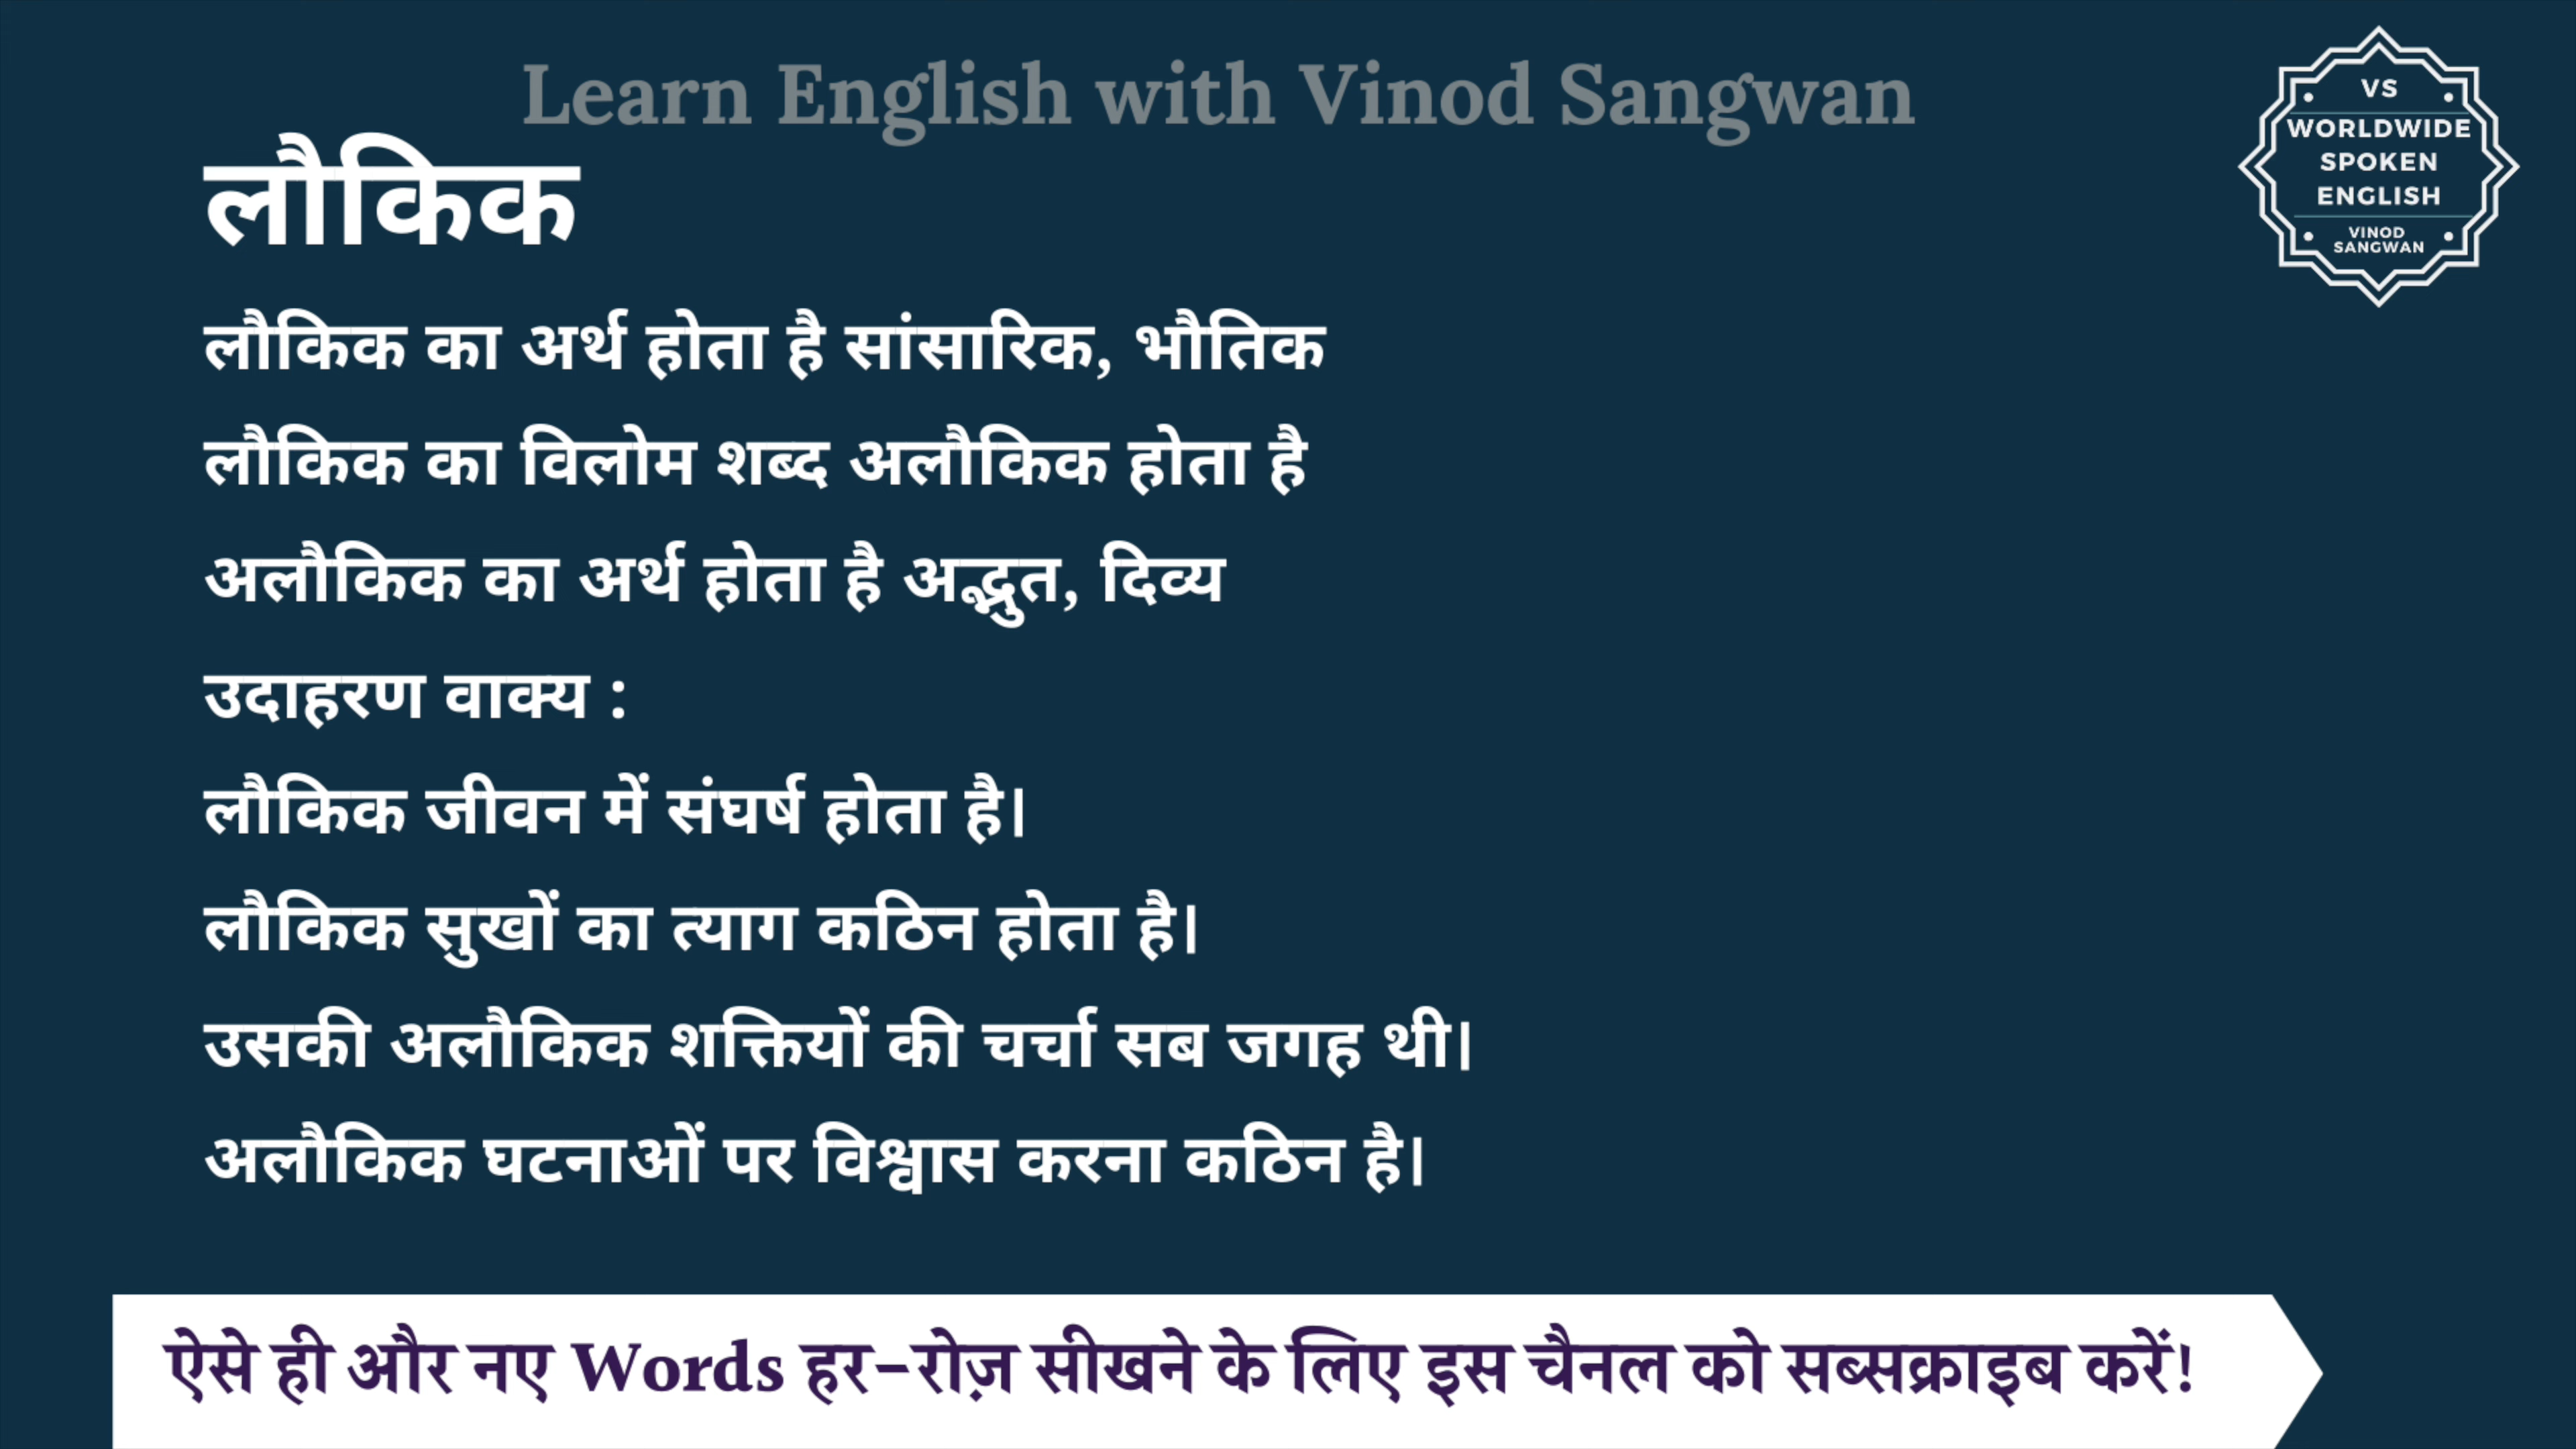 Learn English with Vinod Sangwan
VS
WORLDWIDE
SPOKEN
ENGLISH
VINOD
SANGWAN
लौकिक
लौकिक का अर्थ होता है सांसारिक, भौतिक
लौकिक का विलोम शब्द अलौकिक होता है
अलौकिक का अर्थ होता है अद्भुत, दिव्य
उदाहरण वाक्य :
लौकिक जीवन में संघर्ष होता है।
लौकिक सुखों का त्याग कठिन होता है।
उसकी अलौकिक शक्तियों की चर्चा सब जगह थी।
अलौकिक घटनाओं पर विश्वास करना कठिन है।
ऐसे ही और नए Words हर-रोज़ सीखने के लिए इस चैनल को सब्सक्राइब करें!